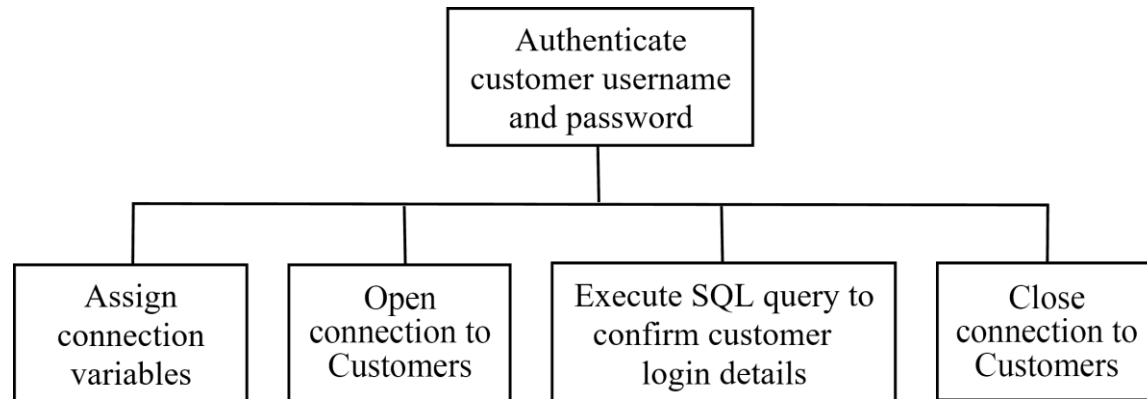 Authenticate
customer username
and password
Assign
connection
variables
Open
connection to
Customers
Execute SQL query to
confirm customer
login details
Close
connection to
Customers